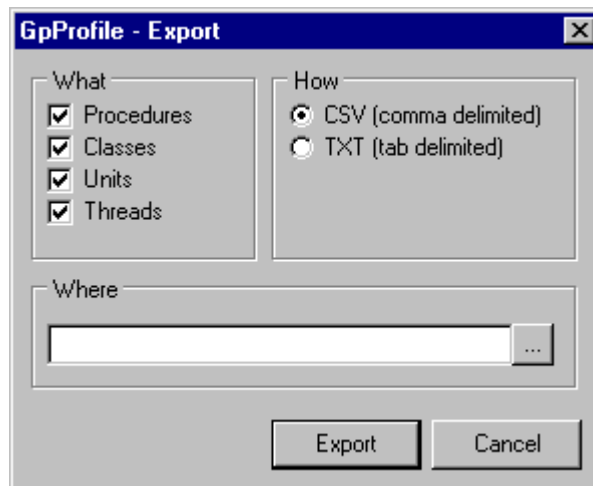 GpProfile - Export
What
Procedures
Classes
Units
Threads
How
CSV (comma delimited)
TXT (tab delimited)
Where
...
Export
Cancel